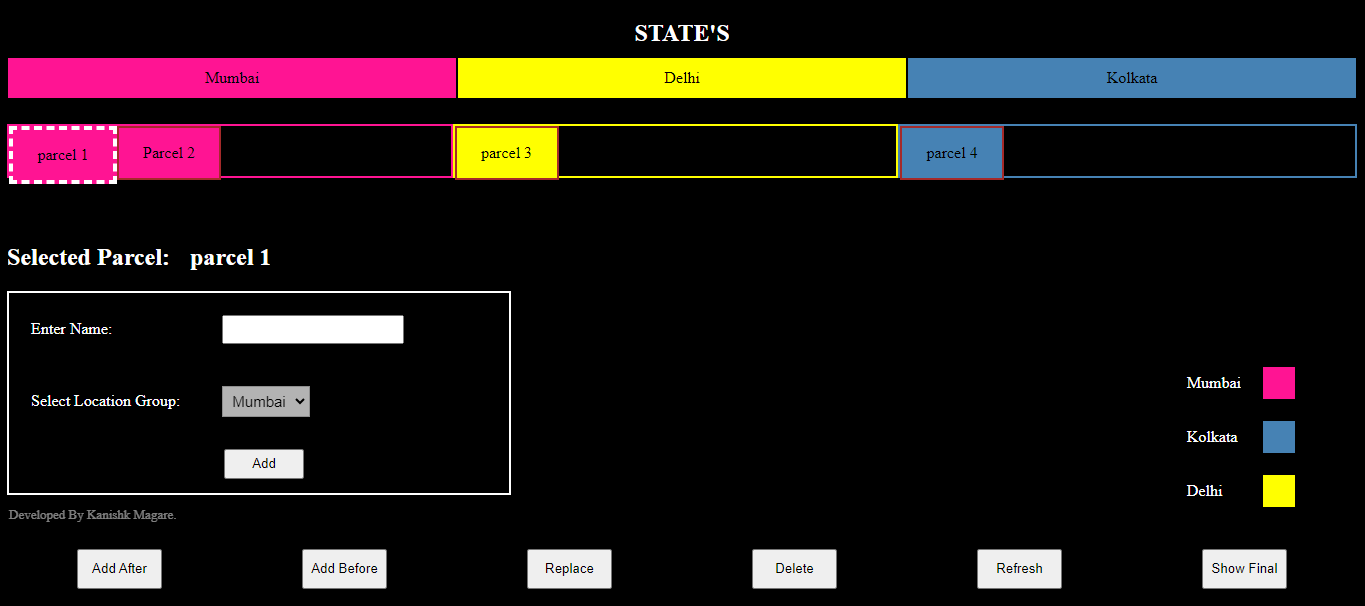 STATE'S
Mumbai Delhi Kolkata
parcel 1 Parcel 2 parcel 3 parcel 4
Selected Parcel: parcel 1
Enter Name:
Select Location Group: Mumbai
Add
Mumbai
Kolkata
Delhi
Developed By Kanishk Magare.
Add After Add Before Replace Delete Refresh Show Final